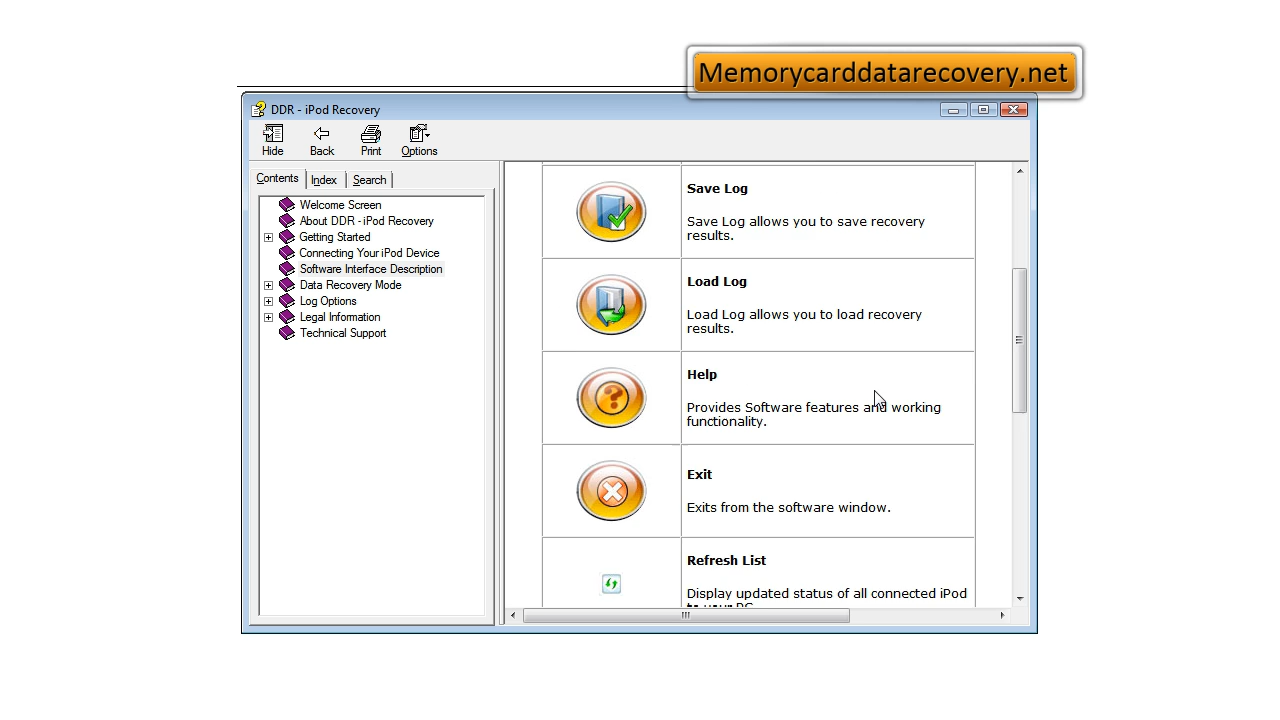 Memorycarddatarecovery.net
DDR - iPod Recovery
Hide Back Print Options
Contents Index Search
Welcome Screen
About DDR - iPod Recovery
Getting Started
Connecting Your iPod Device
Software Interface Description
Data Recovery Mode
Log Options
Legal Information
Technical Support
Save Log
Save Log allows you to save recovery
results.
Load Log
Load Log allows you to load recovery
results.
Help
Provides Software features and working
functionality.
Exit
Exits from the software window.
Refresh List
Display updated status of all connected iPod
to your PC.